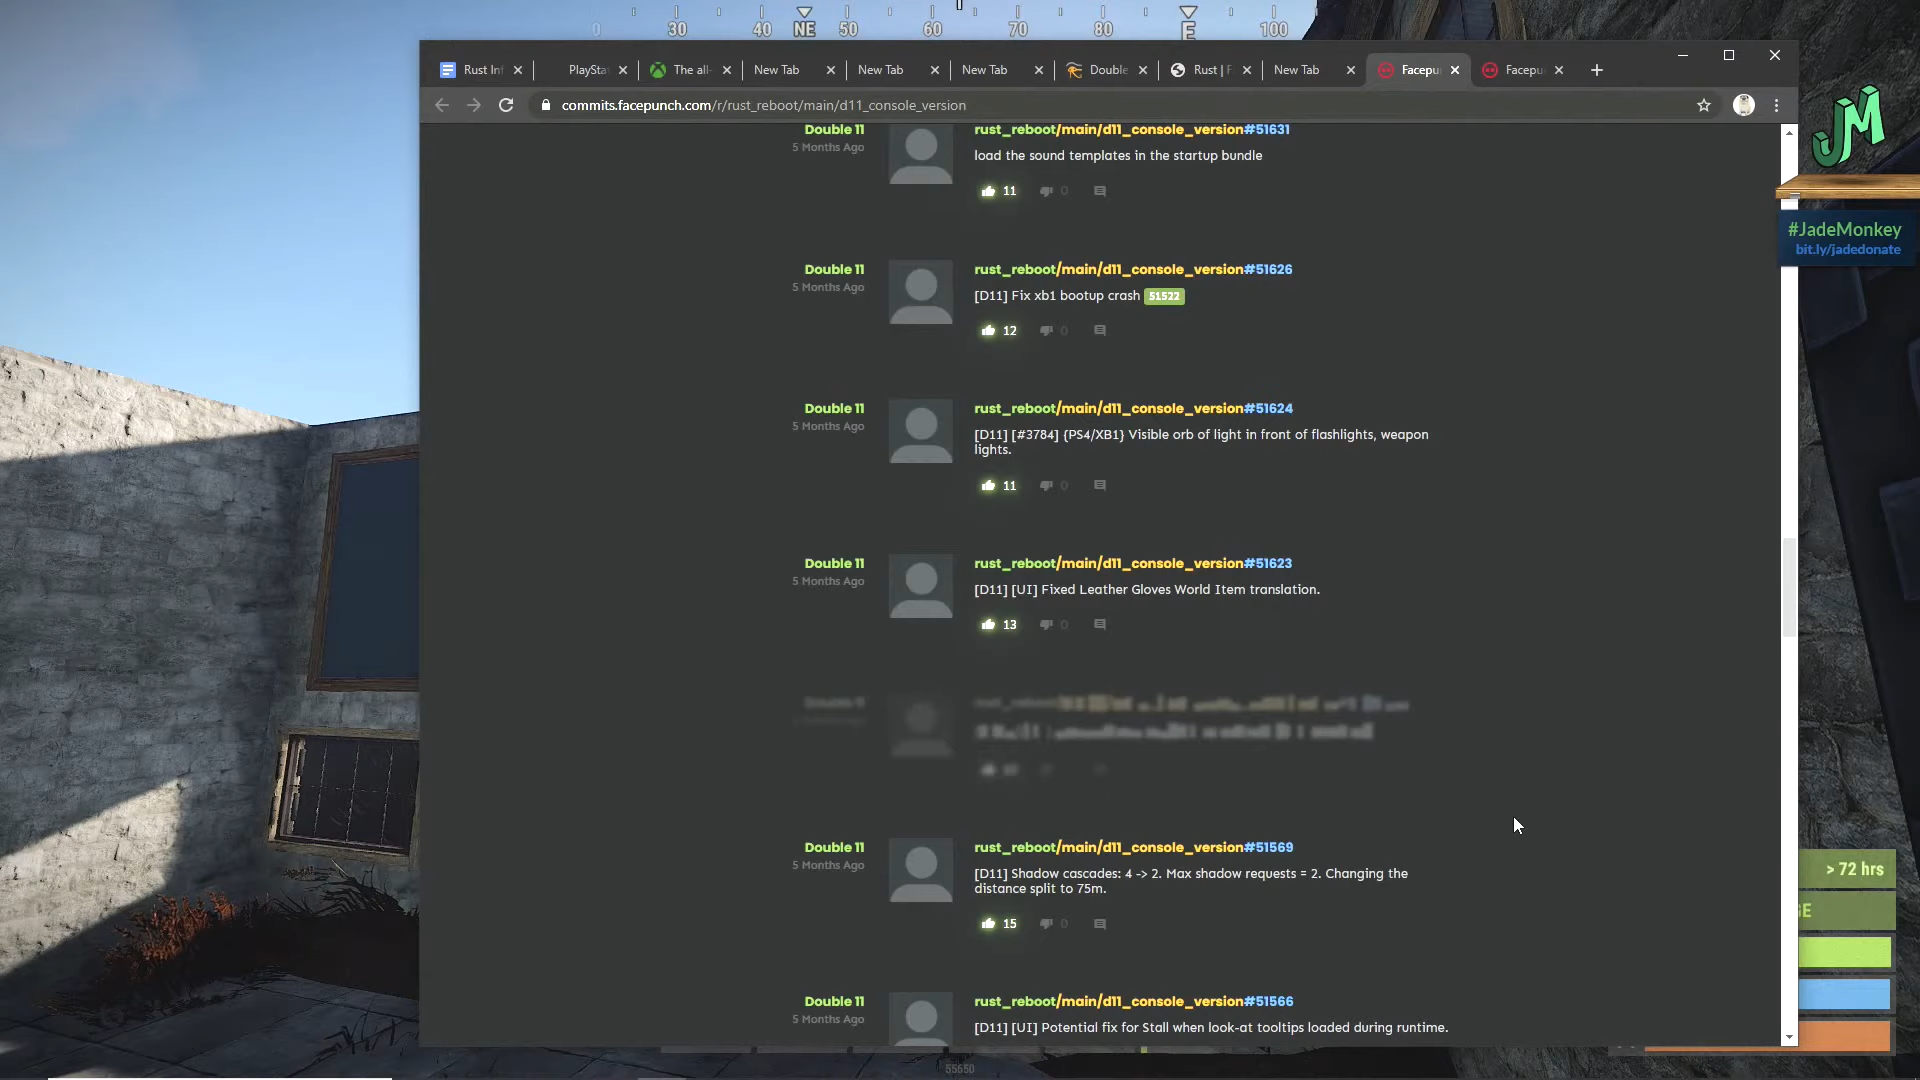 30 40 NE 50 60 70 80 E 100
JM
Rust Inf
PlayStat
The all-
New Tab
New Tab
New Tab
Double
Rust | F
New Tab
Facepu
Facepu
commits.facepunch.com/r/rust_reboot/main/d11_console_version
#JadeMonkey
bit.ly/jadedonate
Double 11
5 Months Ago
rust_reboot/main/d11_console_version#51631
load the sound templates in the startup bundle
11 0
Double 11
5 Months Ago
rust_reboot/main/d11_console_version#51626
[D11] Fix xb1 bootup crash 51522
12 0
Double 11
5 Months Ago
rust_reboot/main/d11_console_version#51624
[D11] [#3784] {PS4/XB1} Visible orb of light in front of flashlights, weapon
lights.
11 0
Double 11
5 Months Ago
rust_reboot/main/d11_console_version#51623
[D11] [UI] Fixed Leather Gloves World Item translation.
13 0
Double 11
5 Months Ago
rust_reboot/main/d11_console_version#51569
[D11] Shadow cascades: 4 -> 2. Max shadow requests = 2. Changing the
distance split to 75m.
15 0
Double 11
5 Months Ago
rust_reboot/main/d11_console_version#51566
[D11] [UI] Potential fix for Stall when look-at tooltips loaded during runtime.
> 72 hrs
GE
55550